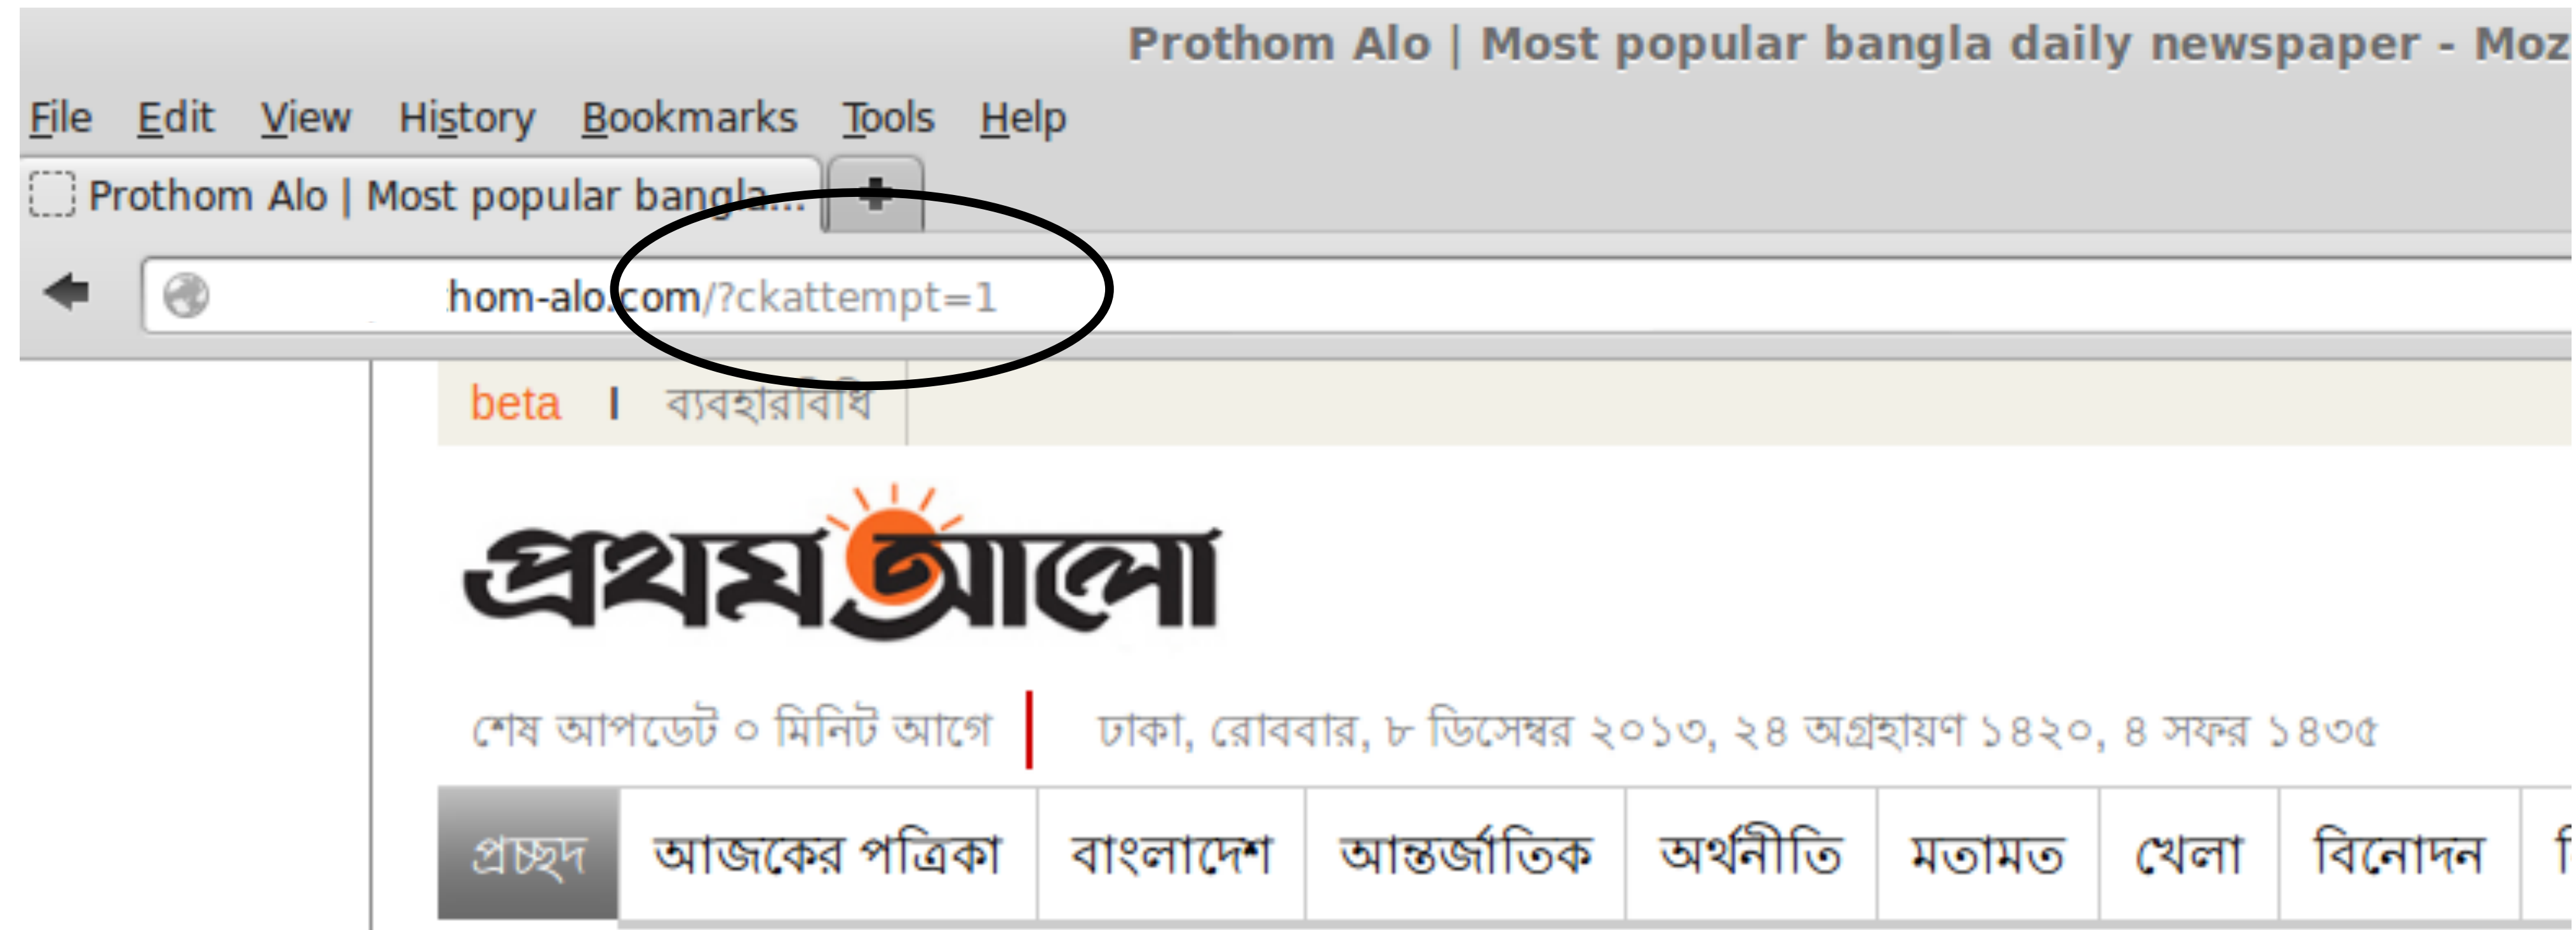 Prothom Alo | Most popular bangla daily newspaper - Moz
File Edit View History Bookmarks Tools Help
Prothom Alo | Most popular bangla...
hom-alo.com/?ckattempt=1
beta | ব্যবহারবিধি
প্রথম আলো
শেষ আপডেট ০ মিনিট আগে | ঢাকা, রোববার, ৮ ডিসেম্বর ২০১৩, ২৪ অগ্রহায়ণ ১৪২০, ৪ সফর ১৪৩৫
প্রচ্ছদ আজকের পত্রিকা বাংলাদেশ আন্তর্জাতিক অর্থনীতি মতামত খেলা বিনোদন